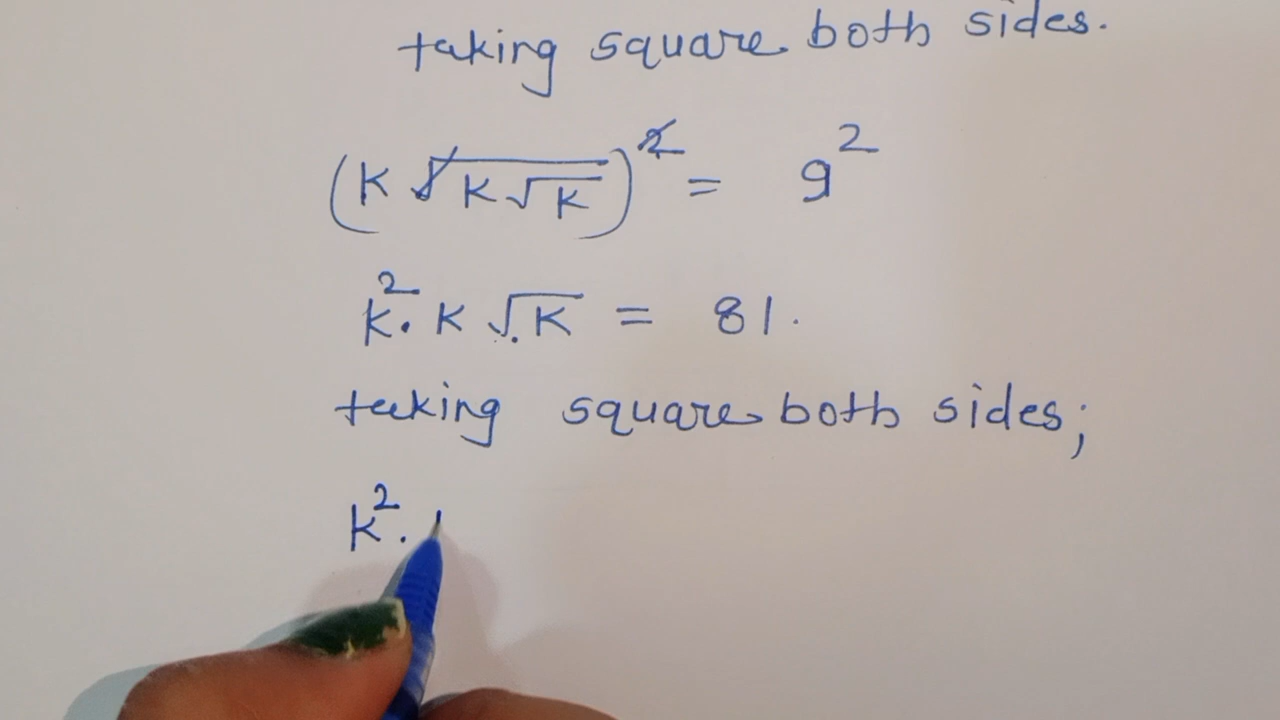 taking square both sides.
(K √(K√K))² = 9²
K². K √K = 81.
taking square both sides;
K².